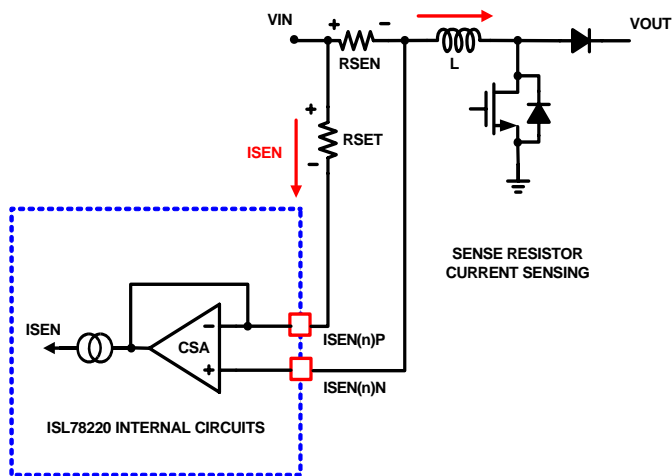 VIN
+
-
RSEN
L
VOUT
+
ISEN
-
RSET
SENSE RESISTOR
CURRENT SENSING
ISEN
-
CSA
+
ISEN(n)P
ISEN(n)N
ISL78220 INTERNAL CIRCUITS